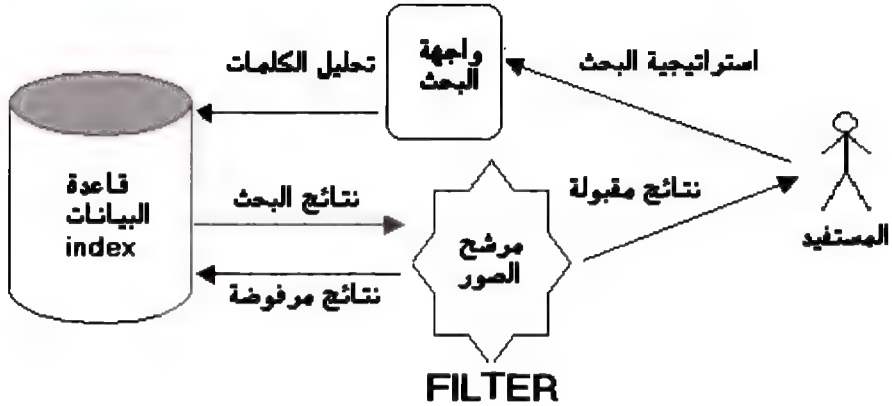 واجهة
البحث
استراتيجية البحث
تحليل الكلمات
قاعدة
البيانات
index
نتائج البحث
نتائج مرفوضة
مرشح
الصور
FILTER
نتائج مقبولة
المستفيد